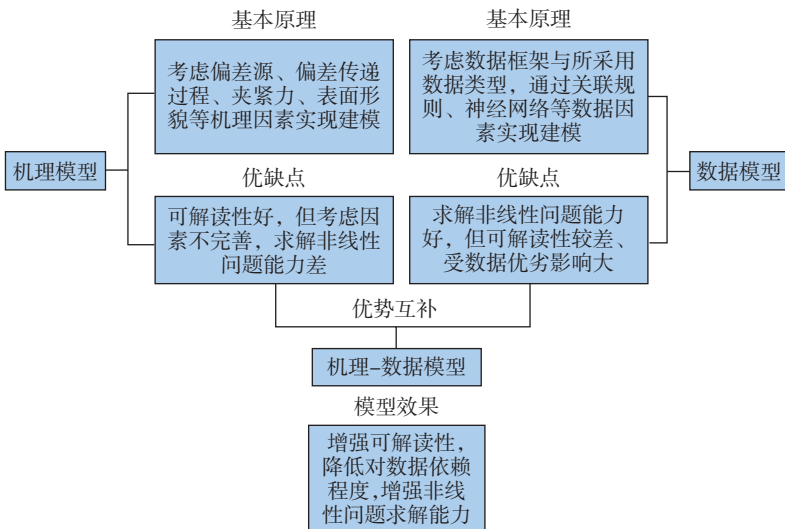 基本原理
考虑偏差源、偏差传递
过程、夹紧力、表面形
貌等机理因素实现建模
基本原理
考虑数据框架与所采用
数据类型，通过关联规
则、神经网络等数据因
素实现建模
机理模型
数据模型
优缺点
可解读性好，但考虑因
素不完善，求解非线性
问题能力差
优缺点
求解非线性问题能力
好，但可解读性较差、
受数据优劣影响大
优势互补
机理-数据模型
模型效果
增强可解读性，
降低对数据依赖
程度,增强非线
性问题求解能力